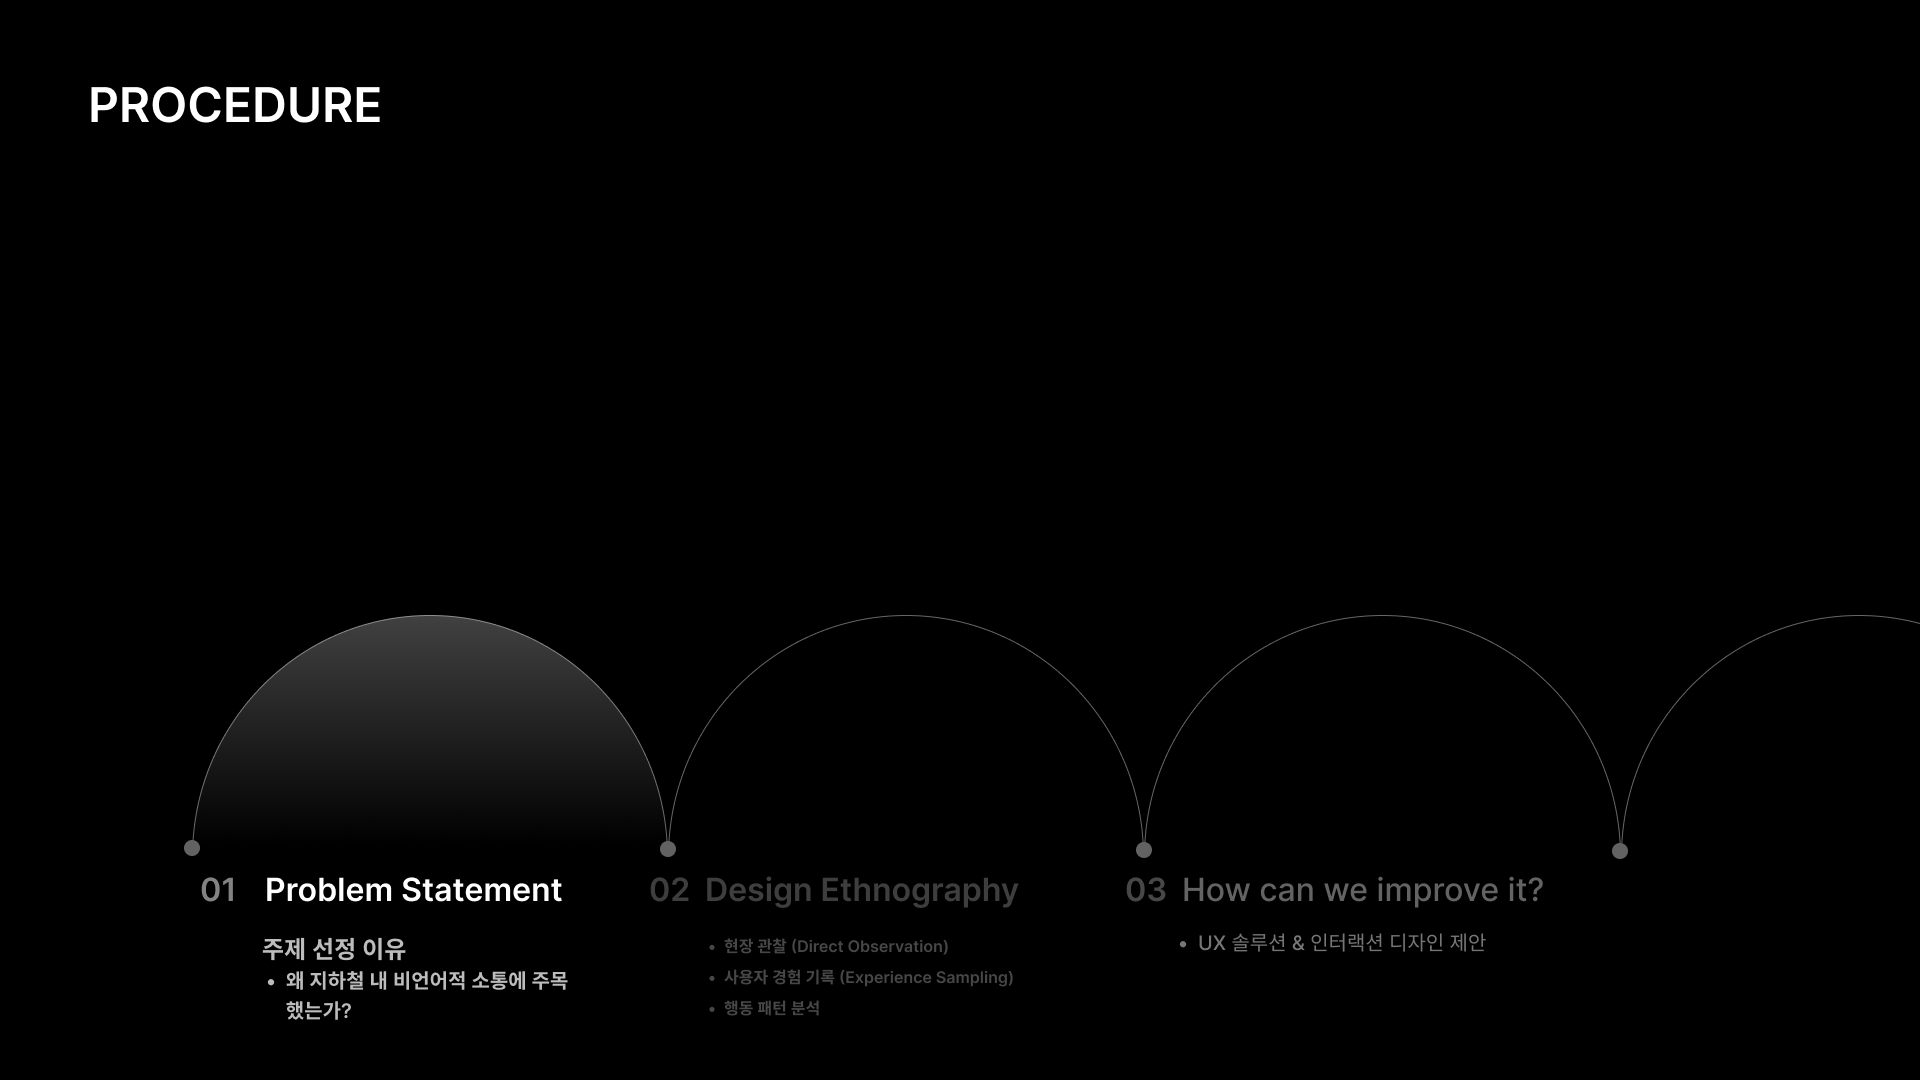 PROCEDURE
01 Problem Statement
주제 선정 이유
• 왜 지하철 내 비언어적 소통에 주목
했는가?
02 Design Ethnography
• 현장 관찰 (Direct Observation)
• 사용자 경험 기록 (Experience Sampling)
• 행동 패턴 분석
03 How can we improve it?
• UX 솔루션 & 인터랙션 디자인 제안